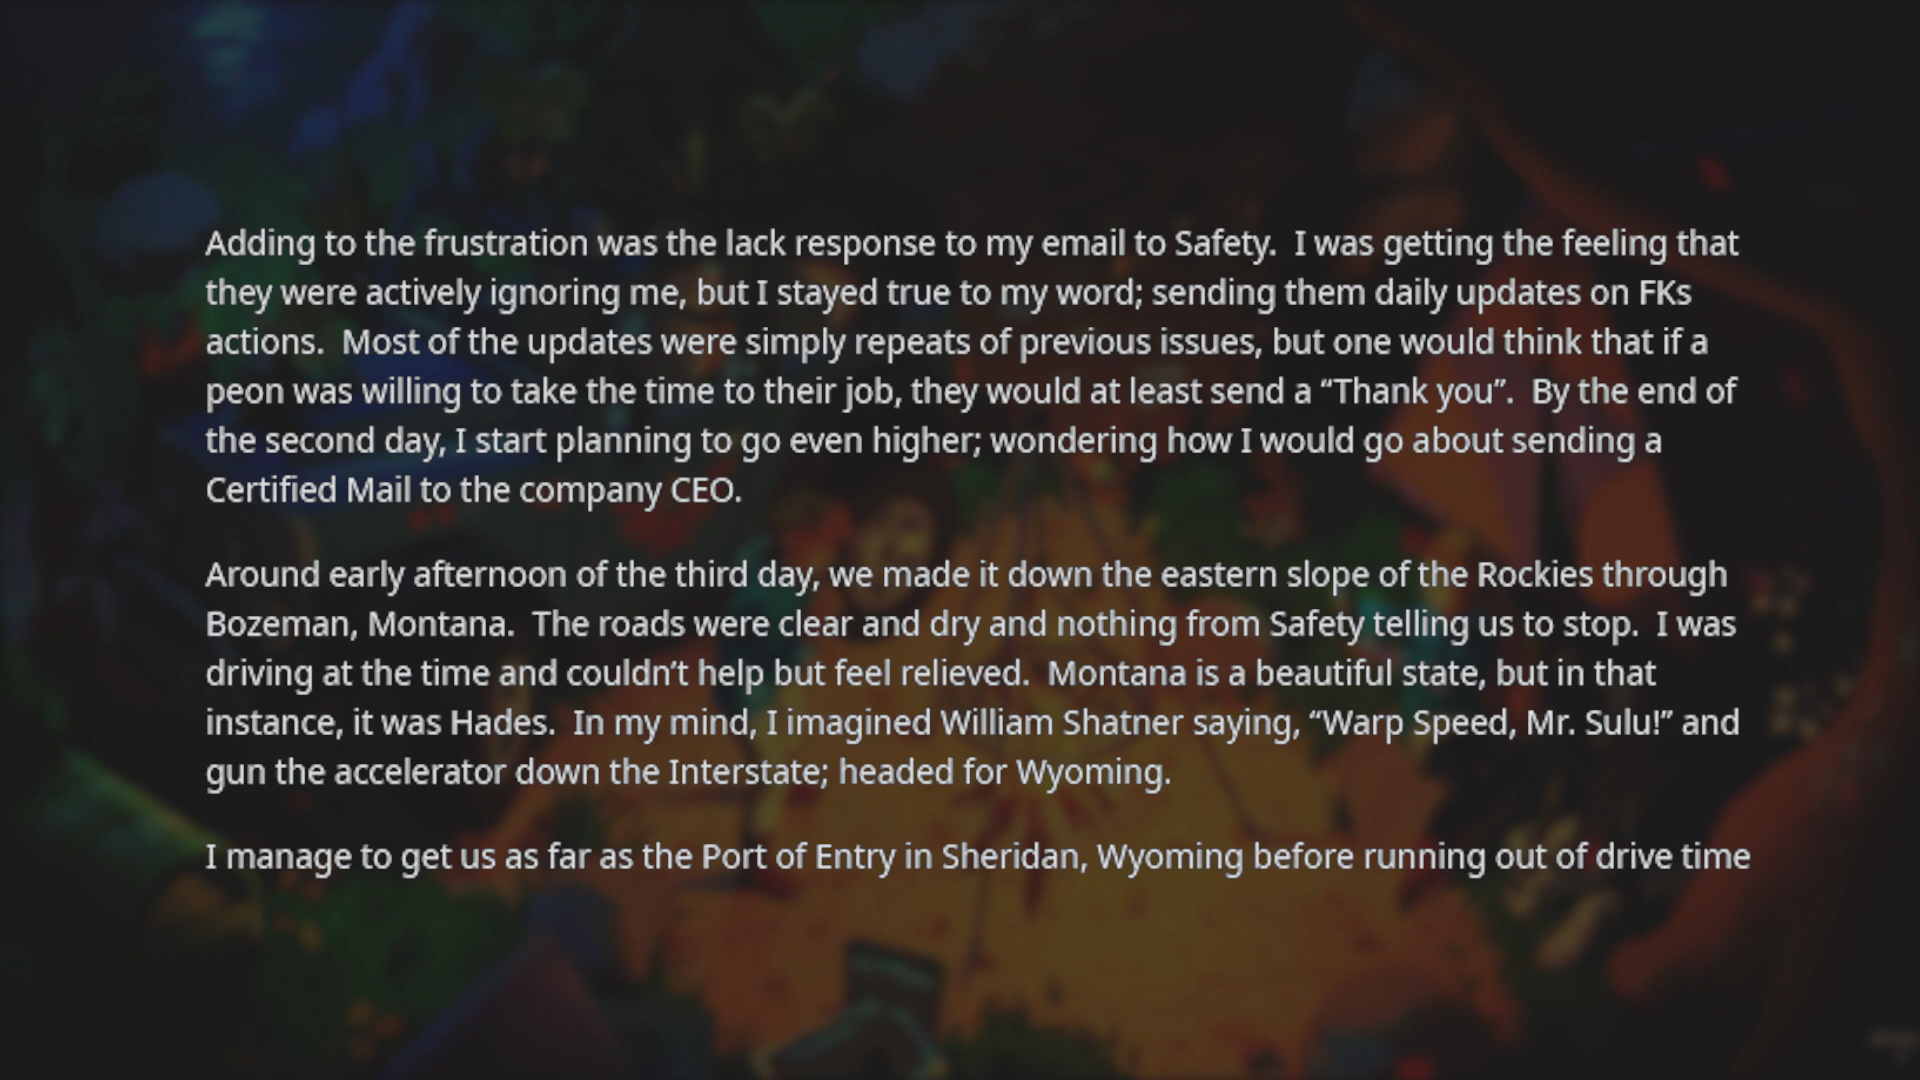 Adding to the frustration was the lack response to my email to Safety.  I was getting the feeling that
they were actively ignoring me, but I stayed true to my word; sending them daily updates on FKs
actions.  Most of the updates were simply repeats of previous issues, but one would think that if a
peon was willing to take the time to their job, they would at least send a “Thank you”.  By the end of
the second day, I start planning to go even higher; wondering how I would go about sending a
Certified Mail to the company CEO.
Around early afternoon of the third day, we made it down the eastern slope of the Rockies through
Bozeman, Montana.  The roads were clear and dry and nothing from Safety telling us to stop.  I was
driving at the time and couldn’t help but feel relieved.  Montana is a beautiful state, but in that
instance, it was Hades.  In my mind, I imagined William Shatner saying, “Warp Speed, Mr. Sulu!” and
gun the accelerator down the Interstate; headed for Wyoming.
I manage to get us as far as the Port of Entry in Sheridan, Wyoming before running out of drive time